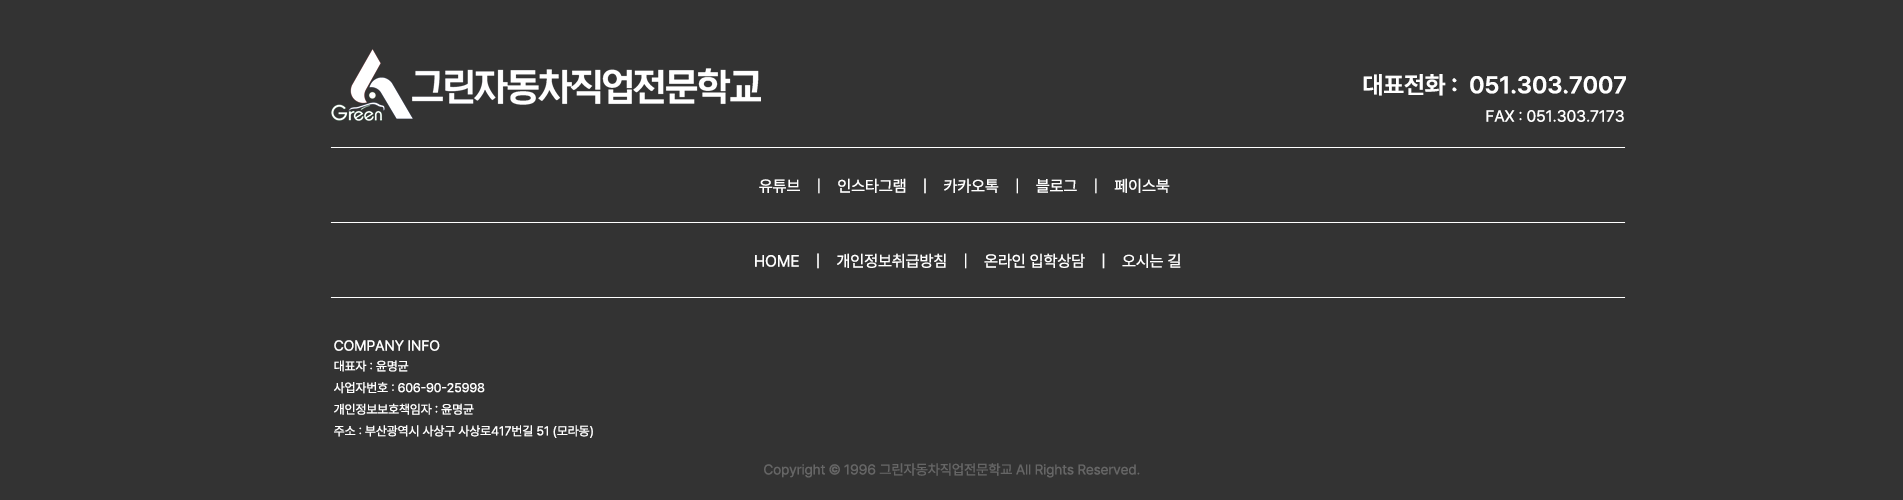 Green 그린자동차직업전문학교
대표전화 : 051.303.7007
FAX : 051.303.7173
유튜브 | 인스타그램 | 카카오톡 | 블로그 | 페이스북
HOME | 개인정보취급방침 | 온라인 입학상담 | 오시는 길
COMPANY INFO
대표자 : 윤명균
사업자번호 : 606-90-25998
개인정보보호책임자 : 윤명균
주소 : 부산광역시 사상구 사상로417번길 51 (모라동)
Copyright © 1996 그린자동차직업전문학교 All Rights Reserved.